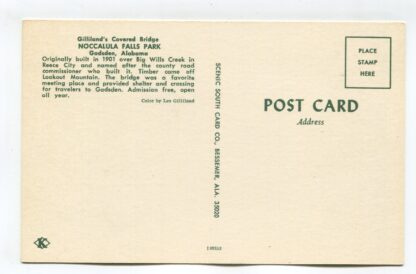 Gilliland's Covered Bridge
NOCCALULA FALLS PARK
Gadsden, Alabama
Originally built in 1901 over Big Wills Creek in
Reece City and named after the county road
commissioner who built it. Timber came off
Lookout Mountain. The bridge was a favorite
meeting place and provided shelter and crossing
for travelers to Gadsden. Admission free, open
all year.
Color by Lea Gilliland
SCENIC SOUTH CARD CO., BESSEMER, ALA. 35020
PLACE
STAMP
HERE
POST CARD
Address
K